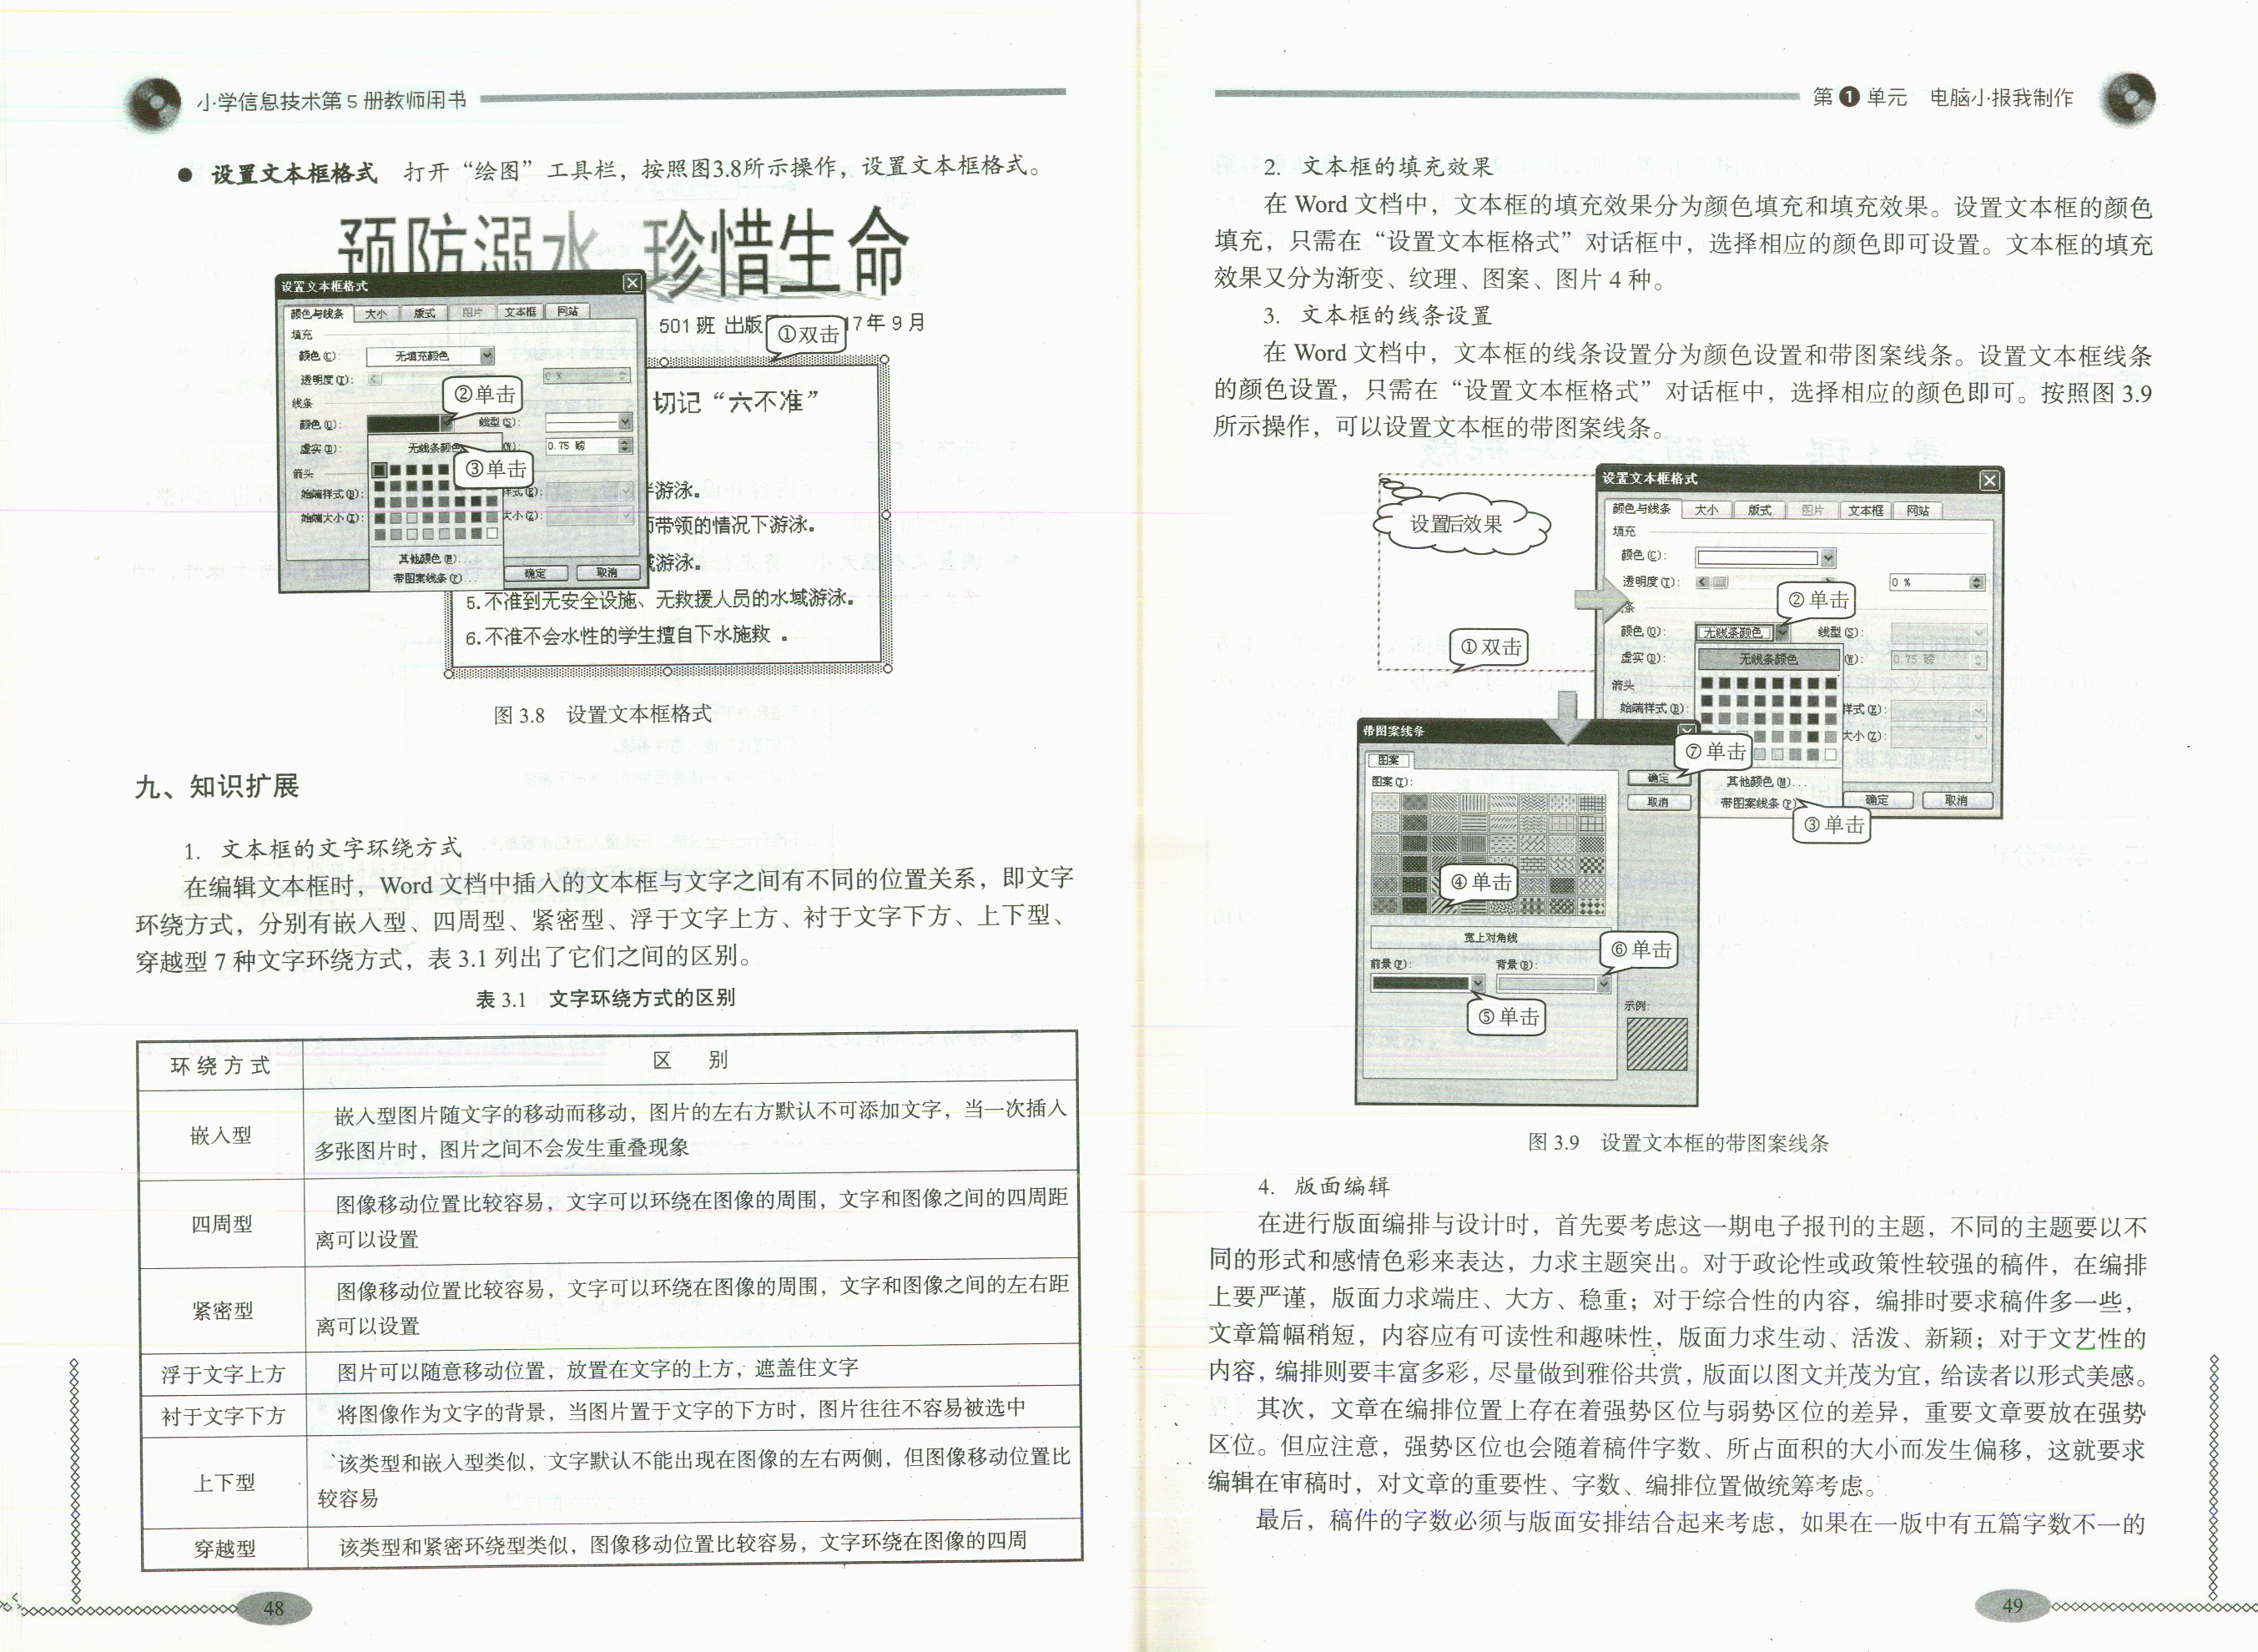 小学信息技术第5册教师用书
● 设置文本框格式 打开“绘图”工具栏，按照图3.8所示操作，设置文本框格式。
预防溺水 珍惜生命
501班 出版
17年9月
①双击
设置文本框格式
颜色与线条 大小 版式 图片 文本框 网站
填充
颜色(C): 无填充颜色
透明度(T): 0 %
②单击
线条
颜色(O): 线型(S):
无线条颜色
虚实(D): (W): 0.75 磅
③单击
箭头
始端样式(B): 样式(E):
始端大小(I): 大小(Z):
其他颜色(M)...
带图案线条(P)...
确定 取消
切记“六不准”
游泳。
带领的情况下游泳。
游泳。
5.不准到无安全设施、无救援人员的水域游泳。
6.不准不会水性的学生擅自下水施救 。
图 3.8 设置文本框格式
九、知识扩展
1. 文本框的文字环绕方式
在编辑文本框时，Word 文档中插入的文本框与文字之间有不同的位置关系，即文字
环绕方式，分别有嵌入型、四周型、紧密型、浮于文字上方、衬于文字下方、上下型、
穿越型 7 种文字环绕方式，表 3.1 列出了它们之间的区别。
表 3.1 文字环绕方式的区别
环绕方式 区 别
嵌入型 嵌入型图片随文字的移动而移动，图片的左右方默认不可添加文字，当一次插入
多张图片时，图片之间不会发生重叠现象
四周型 图像移动位置比较容易，文字可以环绕在图像的周围，文字和图像之间的四周距
离可以设置
紧密型 图像移动位置比较容易，文字可以环绕在图像的周围，文字和图像之间的左右距
离可以设置
浮于文字上方 图片可以随意移动位置，放置在文字的上方，遮盖住文字
衬于文字下方 将图像作为文字的背景，当图片置于文字的下方时，图片往往不容易被选中
上下型 该类型和嵌入型类似，文字默认不能出现在图像的左右两侧，但图像移动位置比
较容易
穿越型 该类型和紧密环绕型类似，图像移动位置比较容易，文字环绕在图像的四周
48
第1单元 电脑小报我制作
2. 文本框的填充效果
在 Word 文档中，文本框的填充效果分为颜色填充和填充效果。设置文本框的颜色
填充，只需在“设置文本框格式”对话框中，选择相应的颜色即可设置。文本框的填充
效果又分为渐变、纹理、图案、图片 4 种。
3. 文本框的线条设置
在 Word 文档中，文本框的线条设置分为颜色设置和带图案线条。设置文本框线条
的颜色设置，只需在“设置文本框格式”对话框中，选择相应的颜色即可。按照图 3.9
所示操作，可以设置文本框的带图案线条。
设置后效果
①双击
设置文本框格式
颜色与线条 大小 版式 图片 文本框 网站
填充
颜色(C):
透明度(T): 0 %
②单击
条
颜色(O): 无线条颜色 线型(S):
虚实(D): 无线条颜色 (W): 0.75 磅
箭头
始端样式(B): 样式(E):
大小(Z):
其他颜色(M)...
带图案线条(P)...
确定 取消
③单击
带图案线条
图案
图案(T):
⑦单击
确定
取消
④单击
宽上对角线
⑥单击
前景(F): 背景(B):
⑤单击
示例:
图 3.9 设置文本框的带图案线条
4. 版面编辑
在进行版面编排与设计时，首先要考虑这一期电子报刊的主题，不同的主题要以不
同的形式和感情色彩来表达，力求主题突出。对于政论性或政策性较强的稿件，在编排
上要严谨，版面力求端庄、大方、稳重；对于综合性的内容，编排时要求稿件多一些，
文章篇幅稍短，内容应有可读性和趣味性，版面力求生动、活泼、新颖；对于文艺性的
内容，编排则要丰富多彩，尽量做到雅俗共赏，版面以图文并茂为宜，给读者以形式美感。
其次，文章在编排位置上存在着强势区位与弱势区位的差异，重要文章要放在强势
区位。但应注意，强势区位也会随着稿件字数、所占面积的大小而发生偏移，这就要求
编辑在审稿时，对文章的重要性、字数、编排位置做统筹考虑。
最后，稿件的字数必须与版面安排结合起来考虑，如果在一版中有五篇字数不一的
49